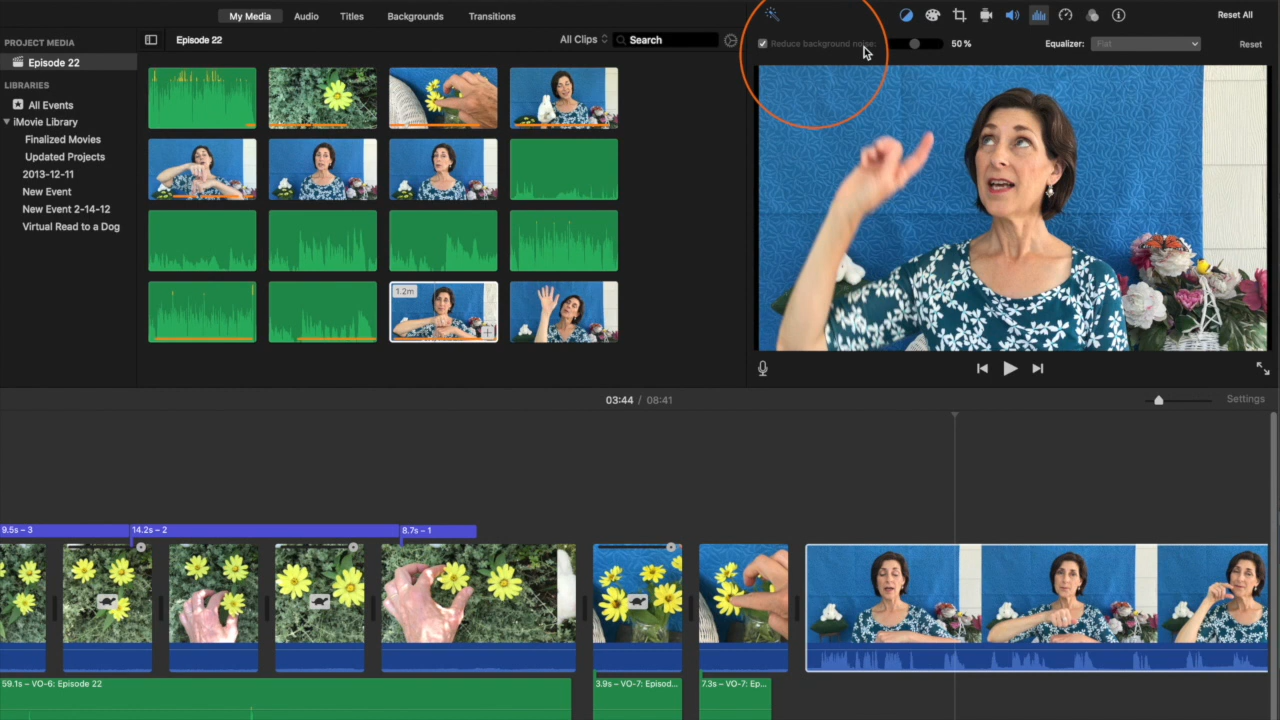 My Media Audio Titles Backgrounds Transitions
Reset All
PROJECT MEDIA
Episode 22
All Clips Search
Reduce background noise: 50 %
Equalizer: Flat
Reset
Episode 22
LIBRARIES
All Events
iMovie Library
Finalized Movies
Updated Projects
2013-12-11
New Event
New Event 2-14-12
Virtual Read to a Dog
1.2m
03:44 / 08:41
Settings
9.5s – 3
14.2s – 2
8.7s – 1
59.1s – VO-6: Episode 22
3.9s – VO-7: Episod...
7.3s – VO-7: Ep...